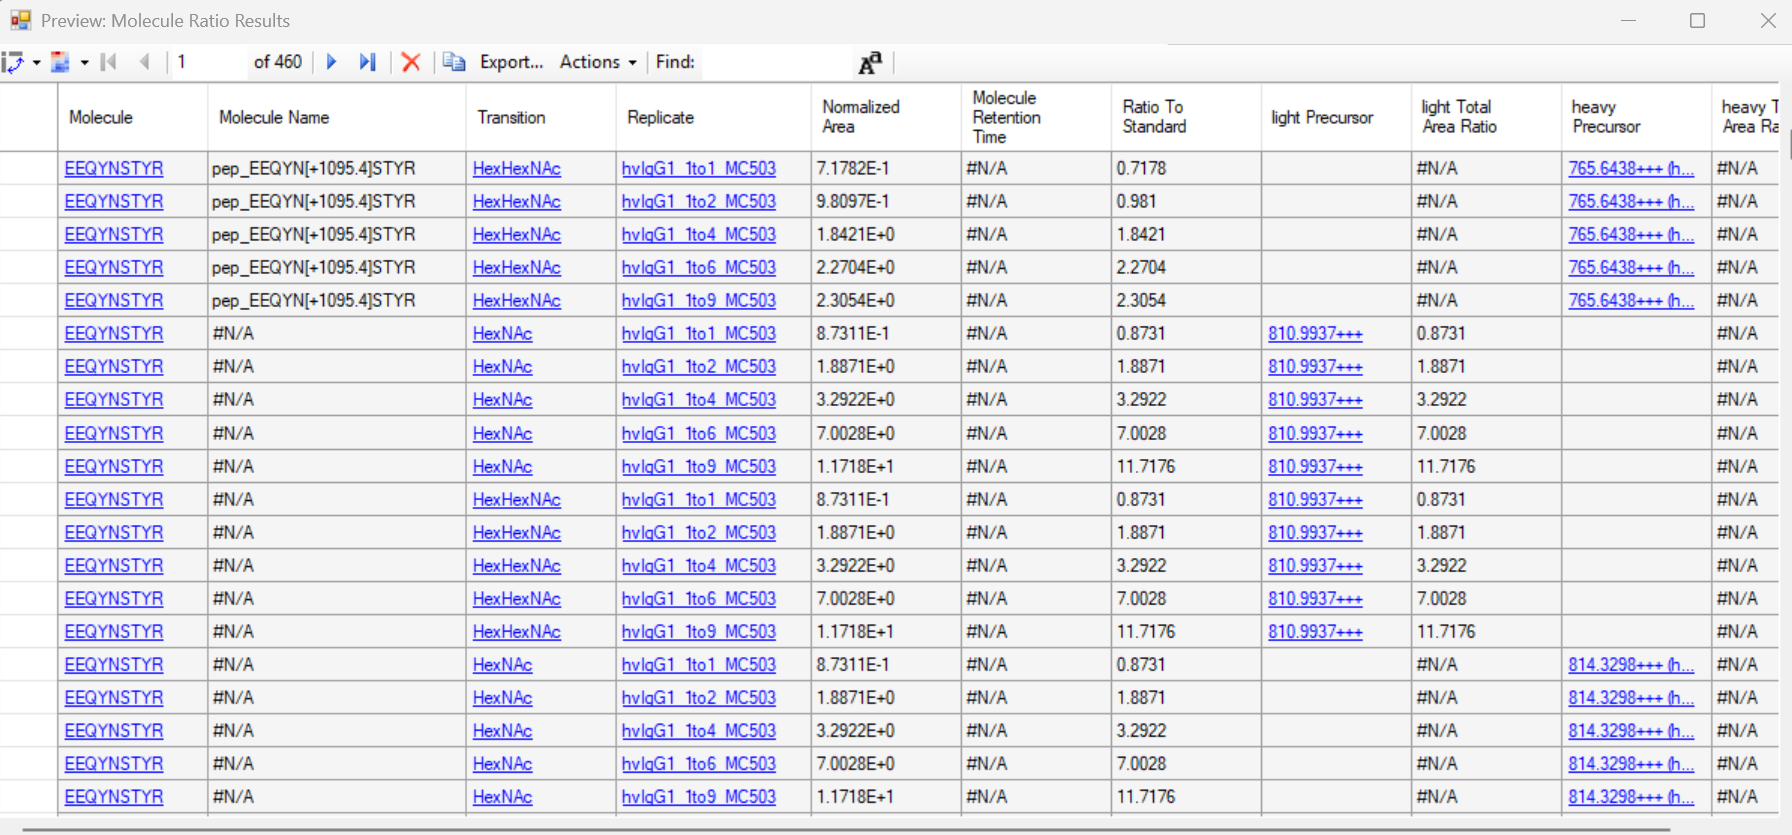 Preview: Molecule Ratio Results
1 of 460 Export... Actions Find: Aa
Molecule Molecule Name Transition Replicate Normalized Area Molecule Retention Time Ratio To Standard light Precursor light Total Area Ratio heavy Precursor heavy T Area Ra
EEQYNSTYR pep_EEQYN[+1095.4]STYR HexHexNAc hvIgG1_1to1_MC503 7.1782E-1 #N/A 0.7178 #N/A 765.6438+++ (h... #N/A
EEQYNSTYR pep_EEQYN[+1095.4]STYR HexHexNAc hvIgG1_1to2_MC503 9.8097E-1 #N/A 0.981 #N/A 765.6438+++ (h... #N/A
EEQYNSTYR pep_EEQYN[+1095.4]STYR HexHexNAc hvIgG1_1to4_MC503 1.8421E+0 #N/A 1.8421 #N/A 765.6438+++ (h... #N/A
EEQYNSTYR pep_EEQYN[+1095.4]STYR HexHexNAc hvIgG1_1to6_MC503 2.2704E+0 #N/A 2.2704 #N/A 765.6438+++ (h... #N/A
EEQYNSTYR pep_EEQYN[+1095.4]STYR HexHexNAc hvIgG1_1to9_MC503 2.3054E+0 #N/A 2.3054 #N/A 765.6438+++ (h... #N/A
EEQYNSTYR #N/A HexNAc hvIgG1_1to1_MC503 8.7311E-1 #N/A 0.8731 810.9937+++ 0.8731 #N/A
EEQYNSTYR #N/A HexNAc hvIgG1_1to2_MC503 1.8871E+0 #N/A 1.8871 810.9937+++ 1.8871 #N/A
EEQYNSTYR #N/A HexNAc hvIgG1_1to4_MC503 3.2922E+0 #N/A 3.2922 810.9937+++ 3.2922 #N/A
EEQYNSTYR #N/A HexNAc hvIgG1_1to6_MC503 7.0028E+0 #N/A 7.0028 810.9937+++ 7.0028 #N/A
EEQYNSTYR #N/A HexNAc hvIgG1_1to9_MC503 1.1718E+1 #N/A 11.7176 810.9937+++ 11.7176 #N/A
EEQYNSTYR #N/A HexHexNAc hvIgG1_1to1_MC503 8.7311E-1 #N/A 0.8731 810.9937+++ 0.8731 #N/A
EEQYNSTYR #N/A HexHexNAc hvIgG1_1to2_MC503 1.8871E+0 #N/A 1.8871 810.9937+++ 1.8871 #N/A
EEQYNSTYR #N/A HexHexNAc hvIgG1_1to4_MC503 3.2922E+0 #N/A 3.2922 810.9937+++ 3.2922 #N/A
EEQYNSTYR #N/A HexHexNAc hvIgG1_1to6_MC503 7.0028E+0 #N/A 7.0028 810.9937+++ 7.0028 #N/A
EEQYNSTYR #N/A HexHexNAc hvIgG1_1to9_MC503 1.1718E+1 #N/A 11.7176 810.9937+++ 11.7176 #N/A
EEQYNSTYR #N/A HexNAc hvIgG1_1to1_MC503 8.7311E-1 #N/A 0.8731 #N/A 814.3298+++ (h... #N/A
EEQYNSTYR #N/A HexNAc hvIgG1_1to2_MC503 1.8871E+0 #N/A 1.8871 #N/A 814.3298+++ (h... #N/A
EEQYNSTYR #N/A HexNAc hvIgG1_1to4_MC503 3.2922E+0 #N/A 3.2922 #N/A 814.3298+++ (h... #N/A
EEQYNSTYR #N/A HexNAc hvIgG1_1to6_MC503 7.0028E+0 #N/A 7.0028 #N/A 814.3298+++ (h... #N/A
EEQYNSTYR #N/A HexNAc hvIgG1_1to9_MC503 1.1718E+1 #N/A 11.7176 #N/A 814.3298+++ (h... #N/A